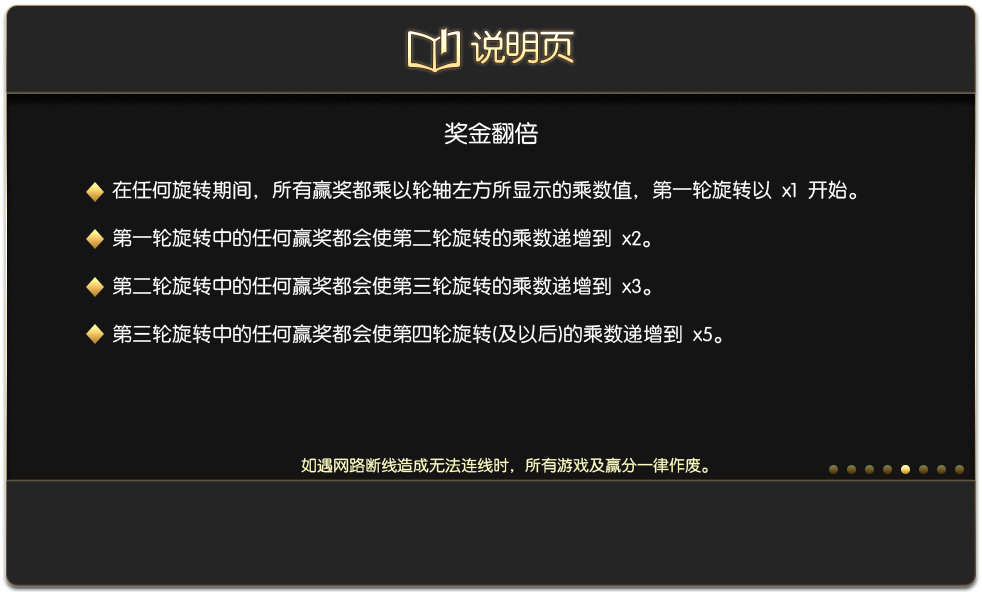 说明页
奖金翻倍
在任何旋转期间，所有赢奖都乘以轮轴左方所显示的乘数值，第一轮旋转以 x1 开始。
第一轮旋转中的任何赢奖都会使第二轮旋转的乘数递增到 x2。
第二轮旋转中的任何赢奖都会使第三轮旋转的乘数递增到 x3。
第三轮旋转中的任何赢奖都会使第四轮旋转(及以后)的乘数递增到 x5。
如遇网路断线造成无法连线时，所有游戏及赢分一律作废。